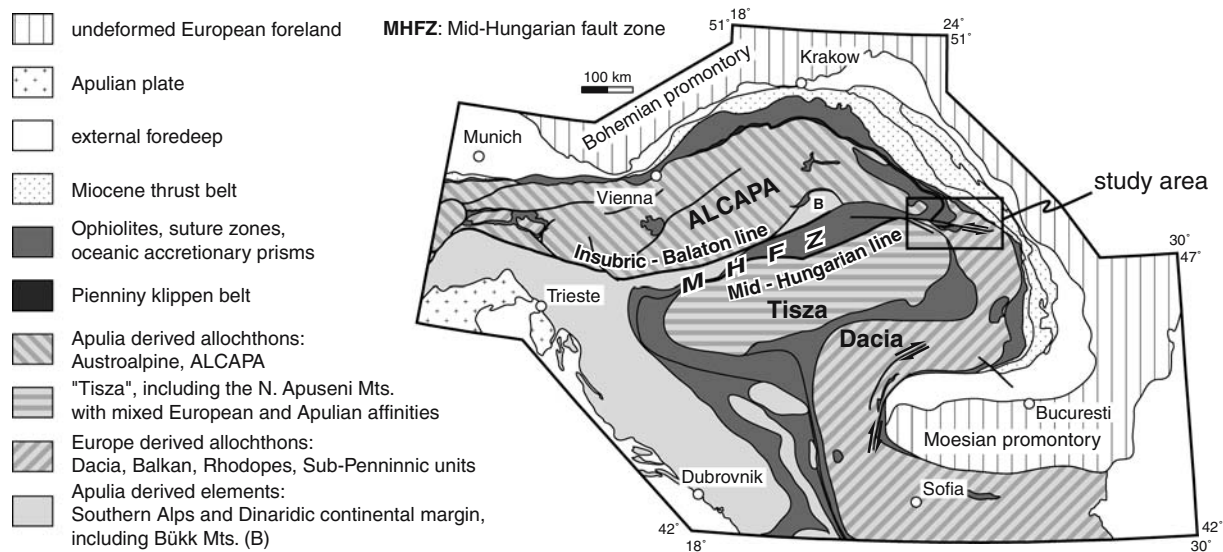 undeformed European foreland
Apulian plate
external foredeep
Miocene thrust belt
Ophiolites, suture zones,
oceanic accretionary prisms
Pienniny klippen belt
Apulia derived allochthons:
Austroalpine, ALCAPA
"Tisza", including the N. Apuseni Mts.
with mixed European and Apulian affinities
Europe derived allochthons:
Dacia, Balkan, Rhodopes, Sub-Penninnic units
Apulia derived elements:
Southern Alps and Dinaridic continental margin,
including Bükk Mts. (B)
MHFZ: Mid-Hungarian fault zone
18°
51°
24°
51°
100 km
Krakow
Bohemian promontory
Munich
Vienna
ALCAPA
B
study area
Insubric - Balaton line
M H F Z
Mid - Hungarian line
30°
47°
Trieste
Tisza
Dacia
Bucuresti
Moesian promontory
Dubrovnik
Sofia
42°
18°
42°
30°